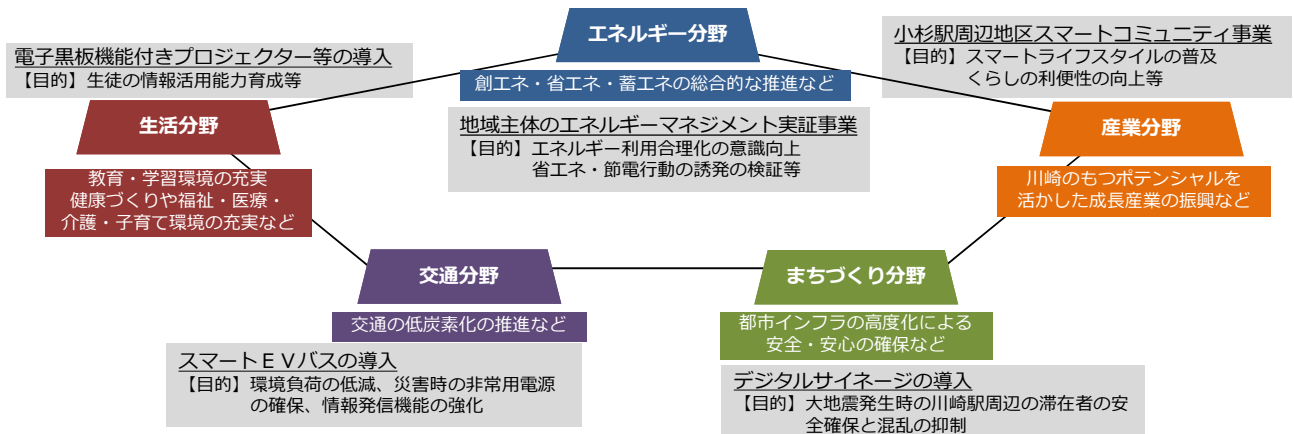 エネルギー分野
創エネ・省エネ・蓄エネの総合的な推進など
地域主体のエネルギーマネジメント実証事業
【目的】エネルギー利用合理化の意識向上
省エネ・節電行動の誘発の検証等
電子黒板機能付きプロジェクター等の導入
【目的】生徒の情報活用能力育成等
生活分野
教育・学習環境の充実
健康づくりや福祉・医療・
介護・子育て環境の充実など
小杉駅周辺地区スマートコミュニティ事業
【目的】スマートライフスタイルの普及
くらしの利便性の向上等
産業分野
川崎のもつポテンシャルを
活かした成長産業の振興など
交通分野
交通の低炭素化の推進など
スマートEVバスの導入
【目的】環境負荷の低減、災害時の非常用電源
の確保、情報発信機能の強化
まちづくり分野
都市インフラの高度化による
安全・安心の確保など
デジタルサイネージの導入
【目的】大地震発生時の川崎駅周辺の滞在者の安
全確保と混乱の抑制